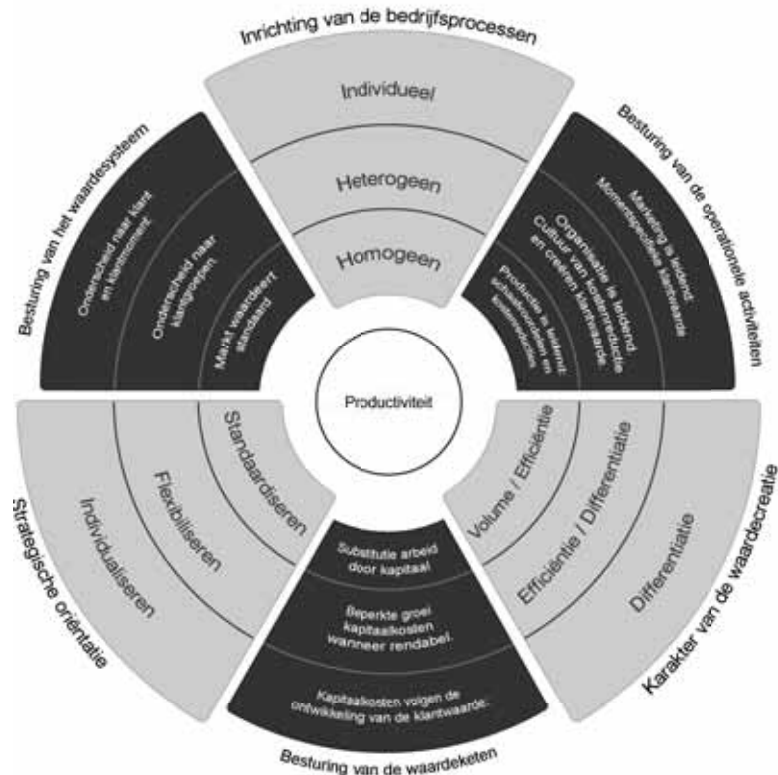 Inrichting van de bedrijfsprocessen
Individueel
Heterogeen
Homogeen
Besturing van de operationele activiteiten
Marketing is leidend:
Momentspecifieke klantwaarde
Organisatie is leidend:
Cultuur van kostenreductie
en creëren klantwaarde
Productie is leidend:
schaalvoordelen en
kostenreducties
Karakter van de waardecreatie
Volume / Efficiëntie
Efficiëntie / Differentiatie
Differentiatie
Besturing van de waardeketen
Substitutie arbeid
door kapitaal
Beperkte groei
kapitaalkosten
wanneer rendabel.
Kapitaalkosten volgen de
ontwikkeling van de klantwaarde.
Strategische oriëntatie
Standaardiseren
Flexibiliseren
Individualiseren
Besturing van het waardesysteem
Onderscheid naar klant
en klantmoment
Onderscheid naar
klantgroepen
Markt waardeert
standaard
Productiviteit